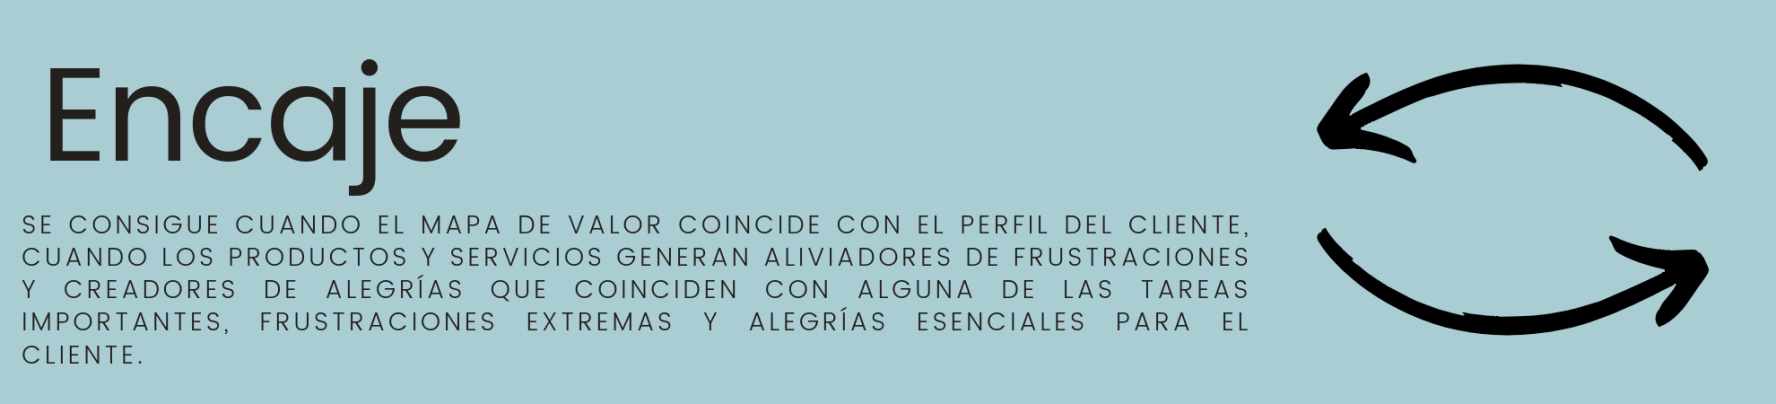 Encaje
SE CONSIGUE CUANDO EL MAPA DE VALOR COINCIDE CON EL PERFIL DEL CLIENTE,
CUANDO LOS PRODUCTOS Y SERVICIOS GENERAN ALIVIADORES DE FRUSTRACIONES
Y CREADORES DE ALEGRÍAS QUE COINCIDEN CON ALGUNA DE LAS TAREAS
IMPORTANTES, FRUSTRACIONES EXTREMAS Y ALEGRÍAS ESENCIALES PARA EL
CLIENTE.